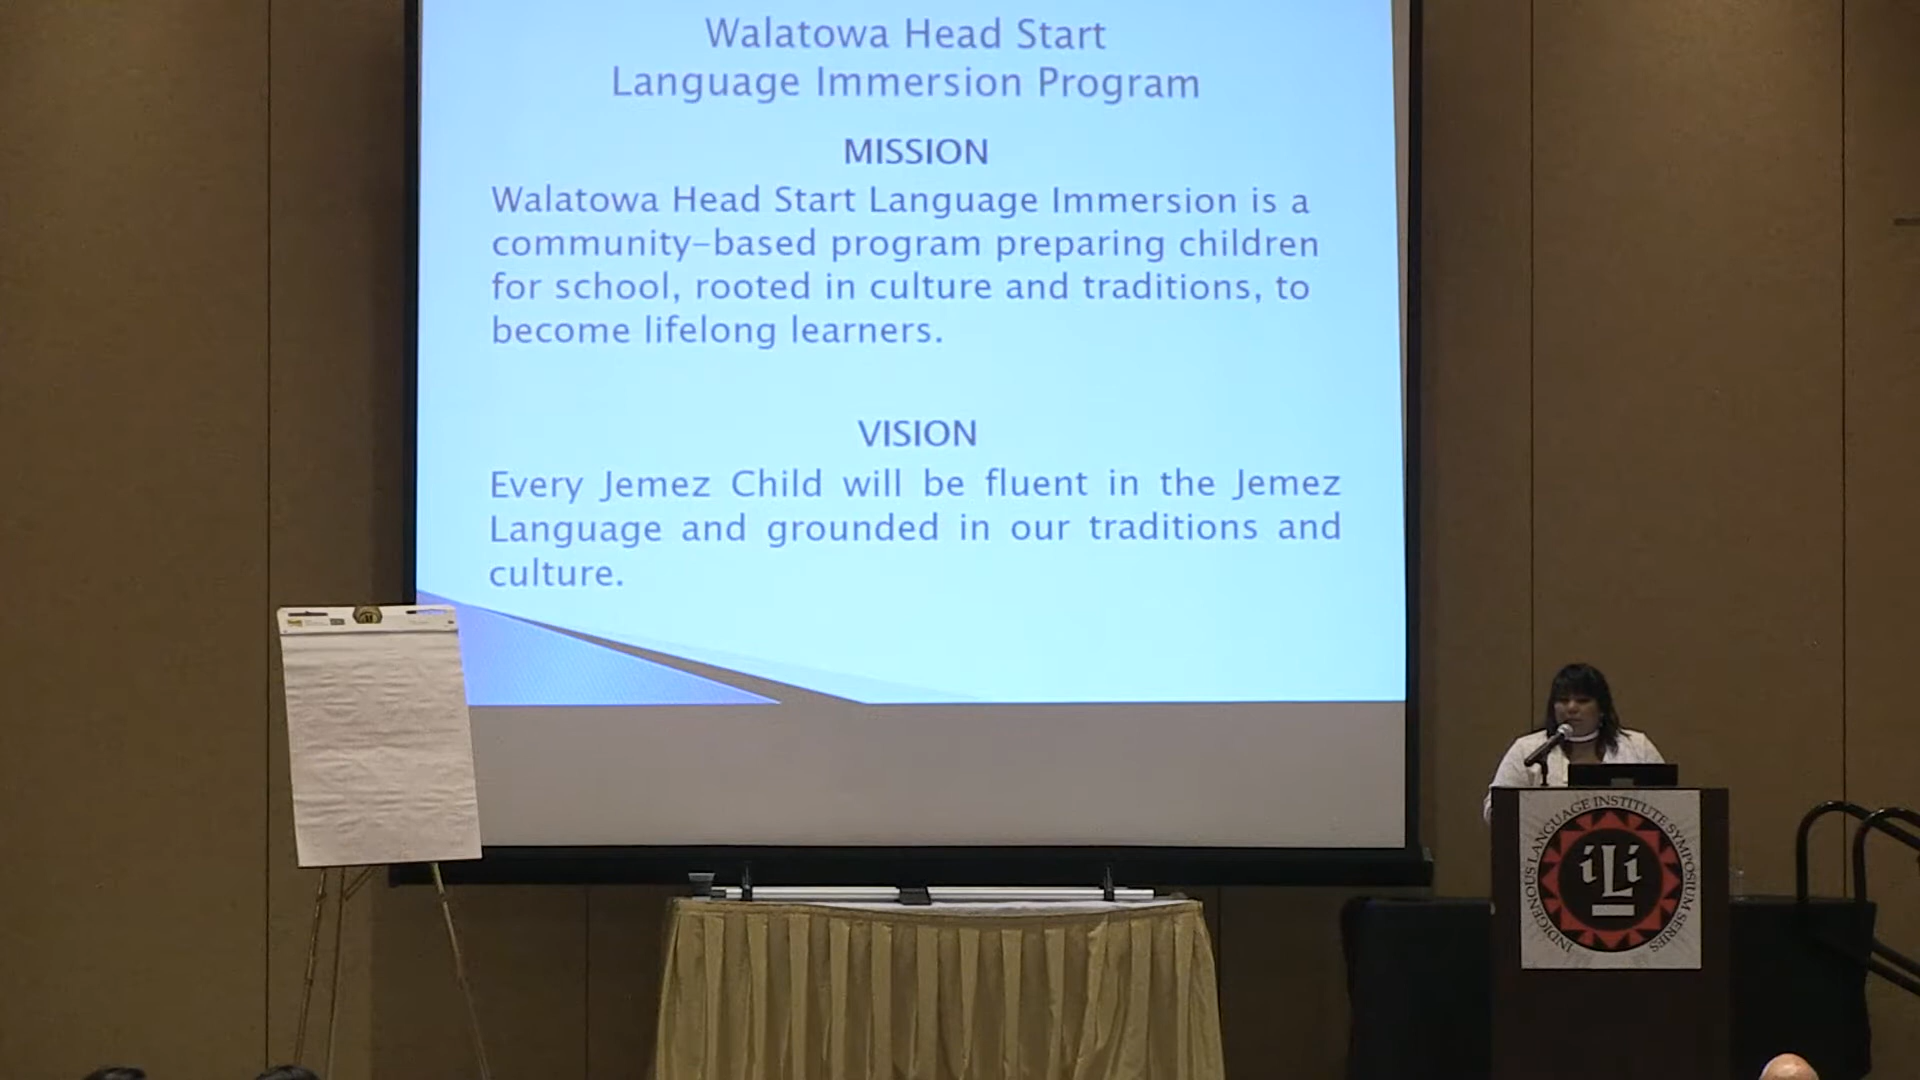 Walatowa Head Start
Language Immersion Program
MISSION
Walatowa Head Start Language Immersion is a
community-based program preparing children
for school, rooted in culture and traditions, to
become lifelong learners.
VISION
Every Jemez Child will be fluent in the Jemez
Language and grounded in our traditions and
culture.
INDIGENOUS LANGUAGE INSTITUTE SYMPOSIUM SERIES
iLi